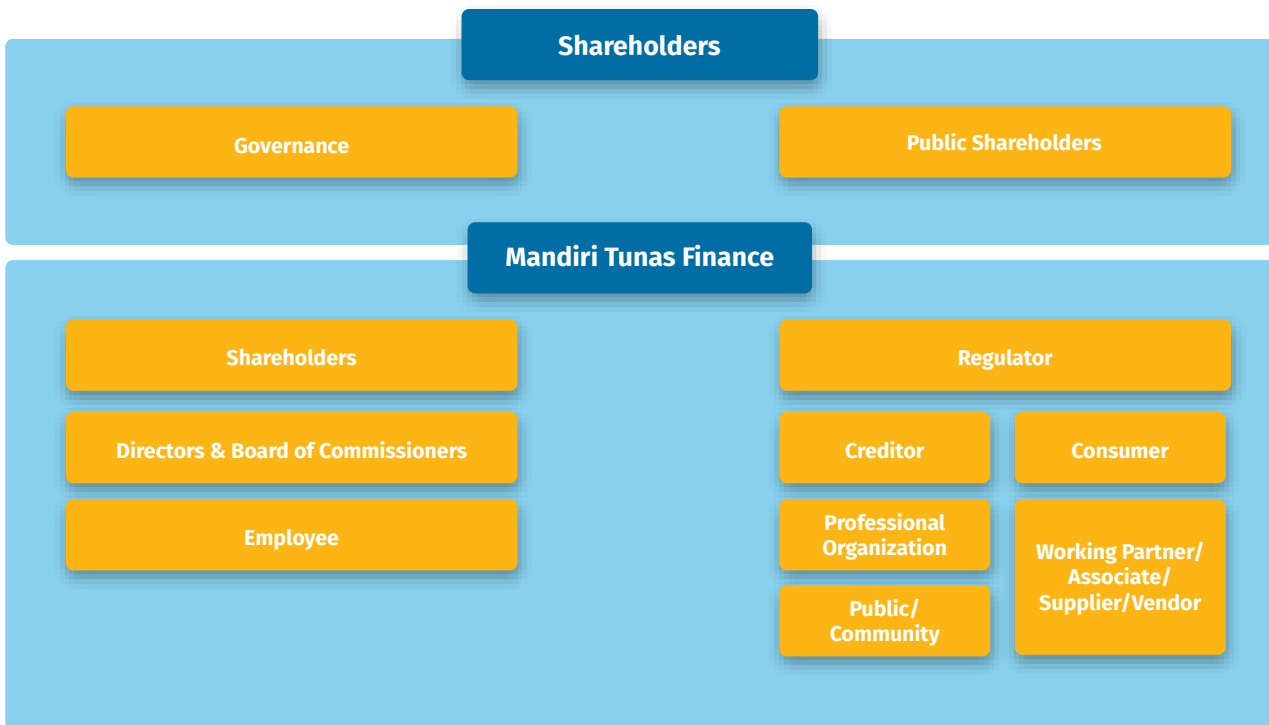 Shareholders
Governance
Public Shareholders
Mandiri Tunas Finance
Shareholders
Directors & Board of Commissioners
Employee
Regulator
Creditor
Consumer
Professional
Organization
Working Partner/
Associate/
Supplier/Vendor
Public/
Community